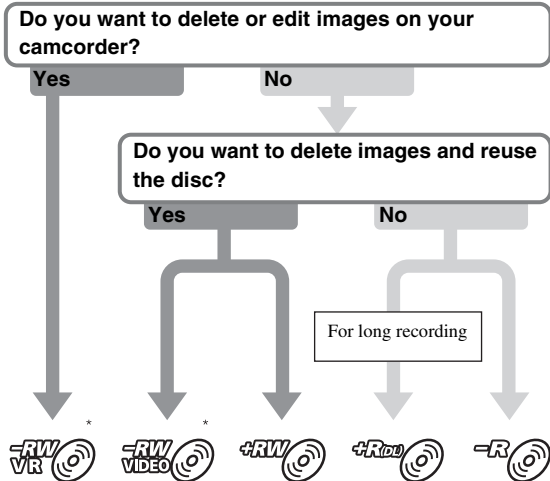 Do you want to delete or edit images on your
camcorder?
Yes
No
Do you want to delete images and reuse
the disc?
Yes
No
For long recording
* *
-RW VR -RW VIDEO +RW +R(DL) -R